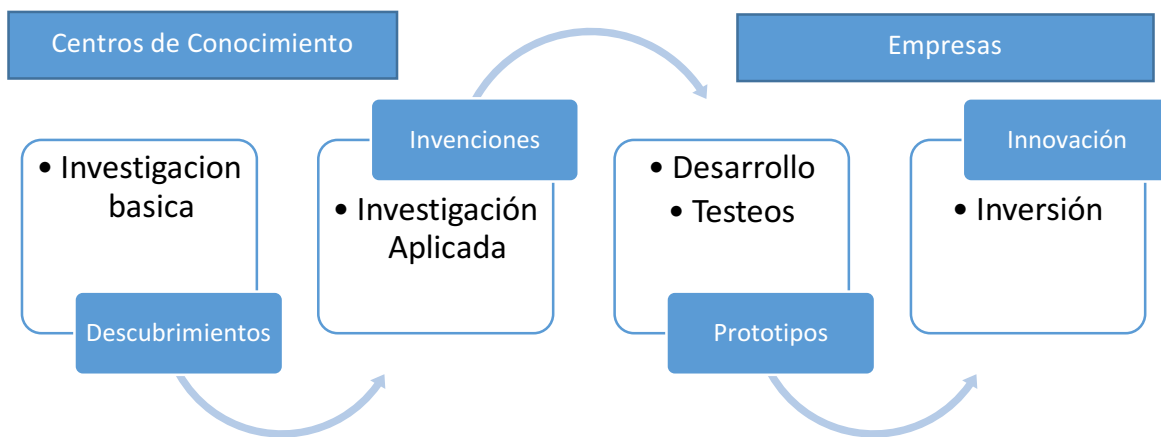 Centros de Conocimiento
Empresas
• Investigacion
basica
Descubrimientos
Invenciones
• Investigación
Aplicada
• Desarrollo
• Testeos
Prototipos
Innovación
• Inversión